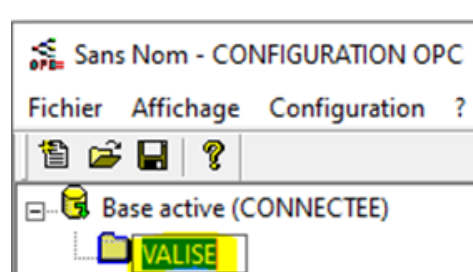 Sans Nom - CONFIGURATION OPC
Fichier Affichage Configuration ?
Base active (CONNECTEE)
VALISE